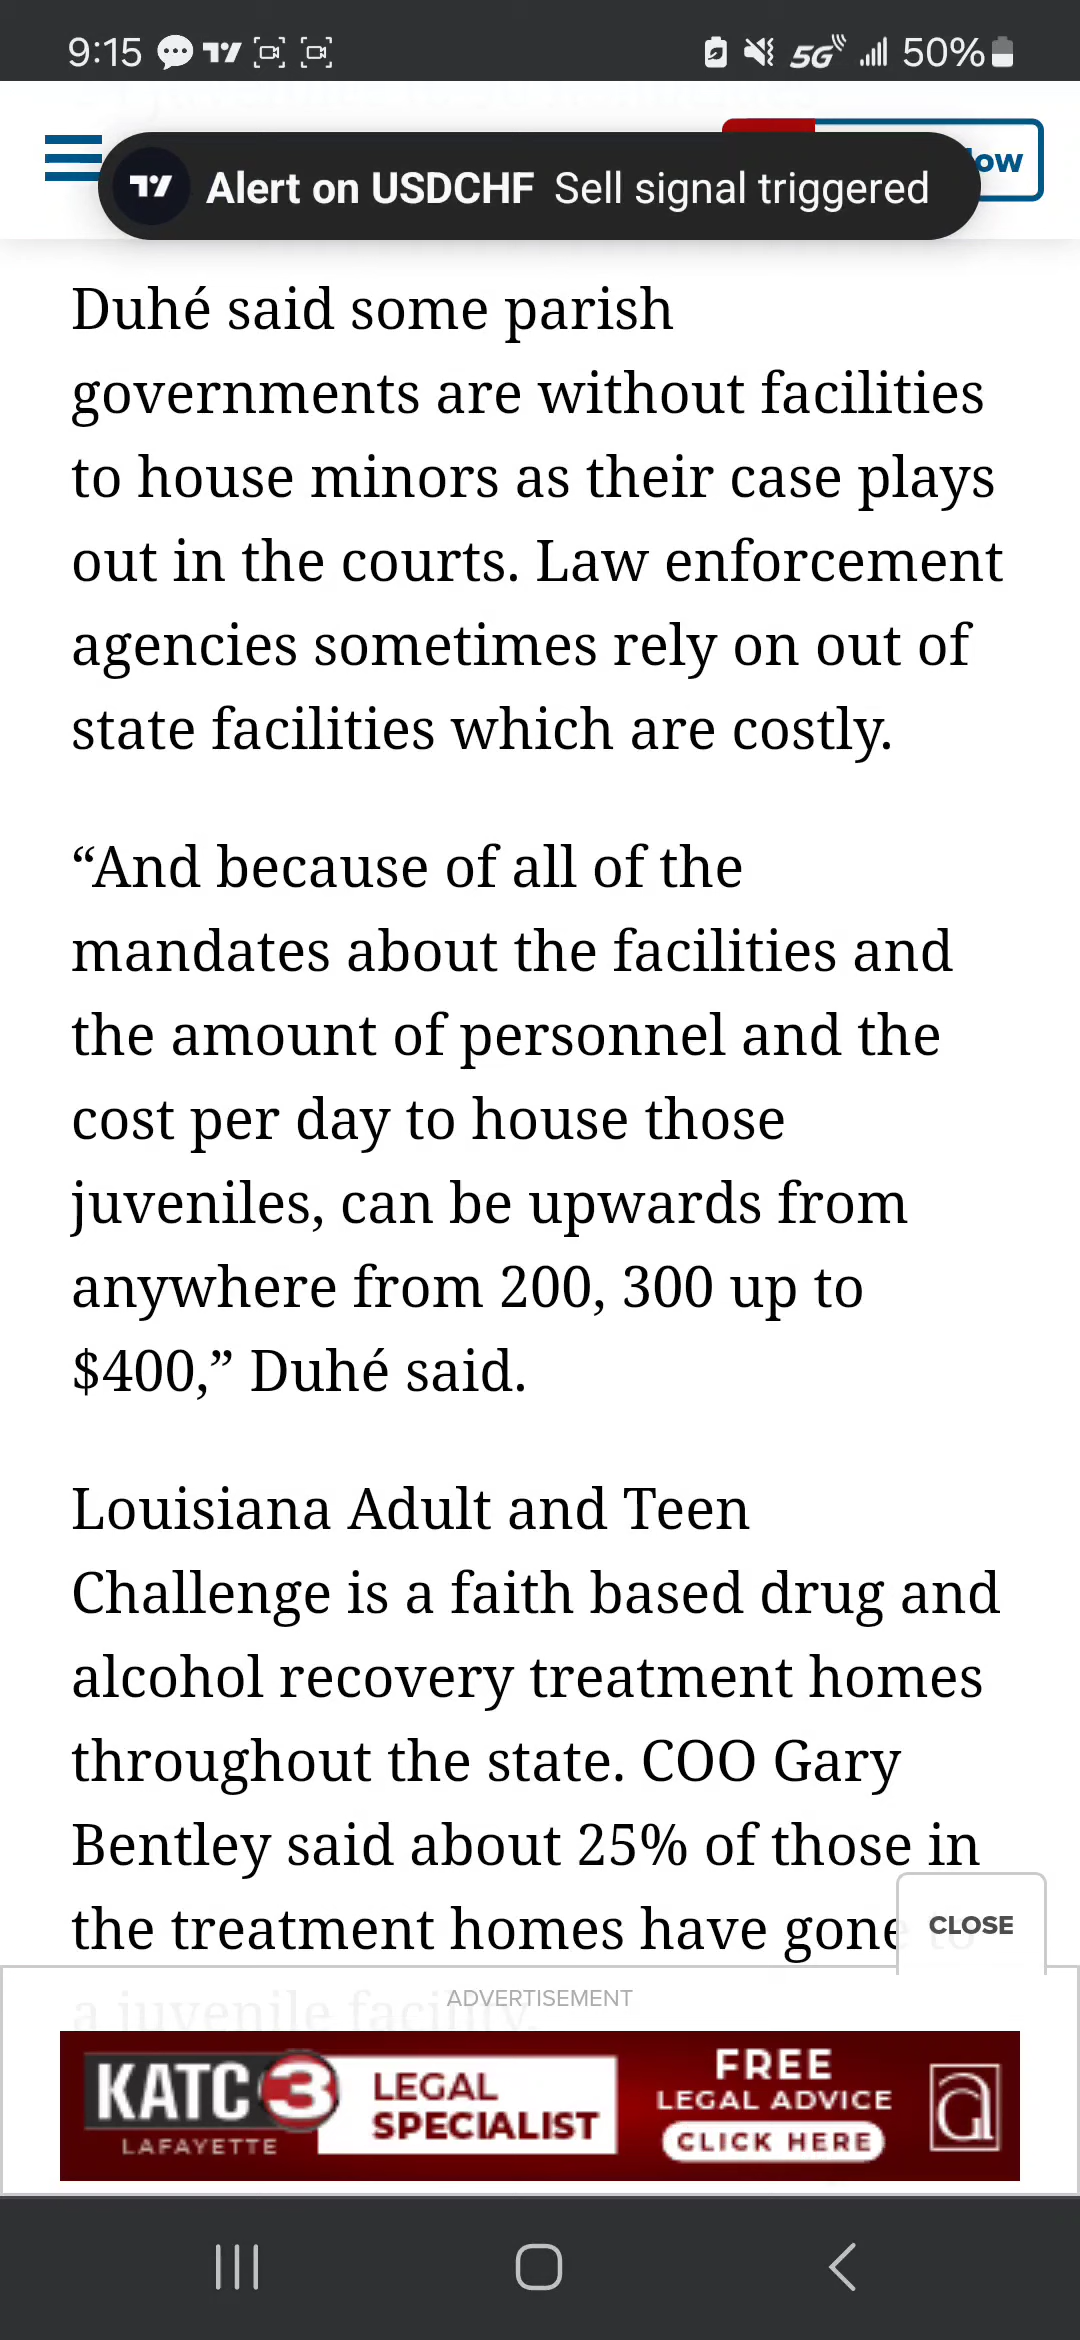 9:15
5G
50%
Alert on USDCHF Sell signal triggered
ow
Duhé said some parish
governments are without facilities
to house minors as their case plays
out in the courts. Law enforcement
agencies sometimes rely on out of
state facilities which are costly.
“And because of all of the
mandates about the facilities and
the amount of personnel and the
cost per day to house those
juveniles, can be upwards from
anywhere from 200, 300 up to
$400,” Duhé said.
Louisiana Adult and Teen
Challenge is a faith based drug and
alcohol recovery treatment homes
throughout the state. COO Gary
Bentley said about 25% of those in
the treatment homes have gone to
CLOSE
a juvenile facility.
ADVERTISEMENT
KATC 3
LAFAYETTE
LEGAL
SPECIALIST
FREE
LEGAL ADVICE
CLICK HERE
a